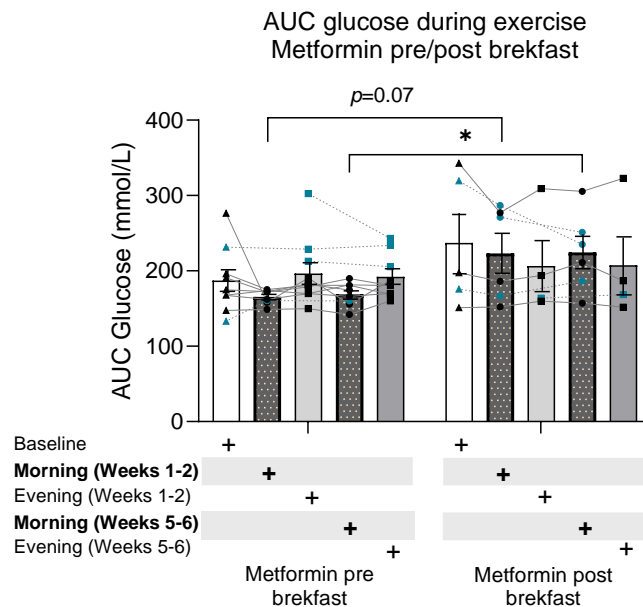 AUC glucose during exercise
Metformin pre/post brekfast
p=0.07
*
400
300
200
100
0
AUC Glucose (mmol/L)
Baseline + +
Morning (Weeks 1-2) + +
Evening (Weeks 1-2) + +
Morning (Weeks 5-6) + +
Evening (Weeks 5-6) + +
Metformin pre
brekfast
Metformin post
brekfast